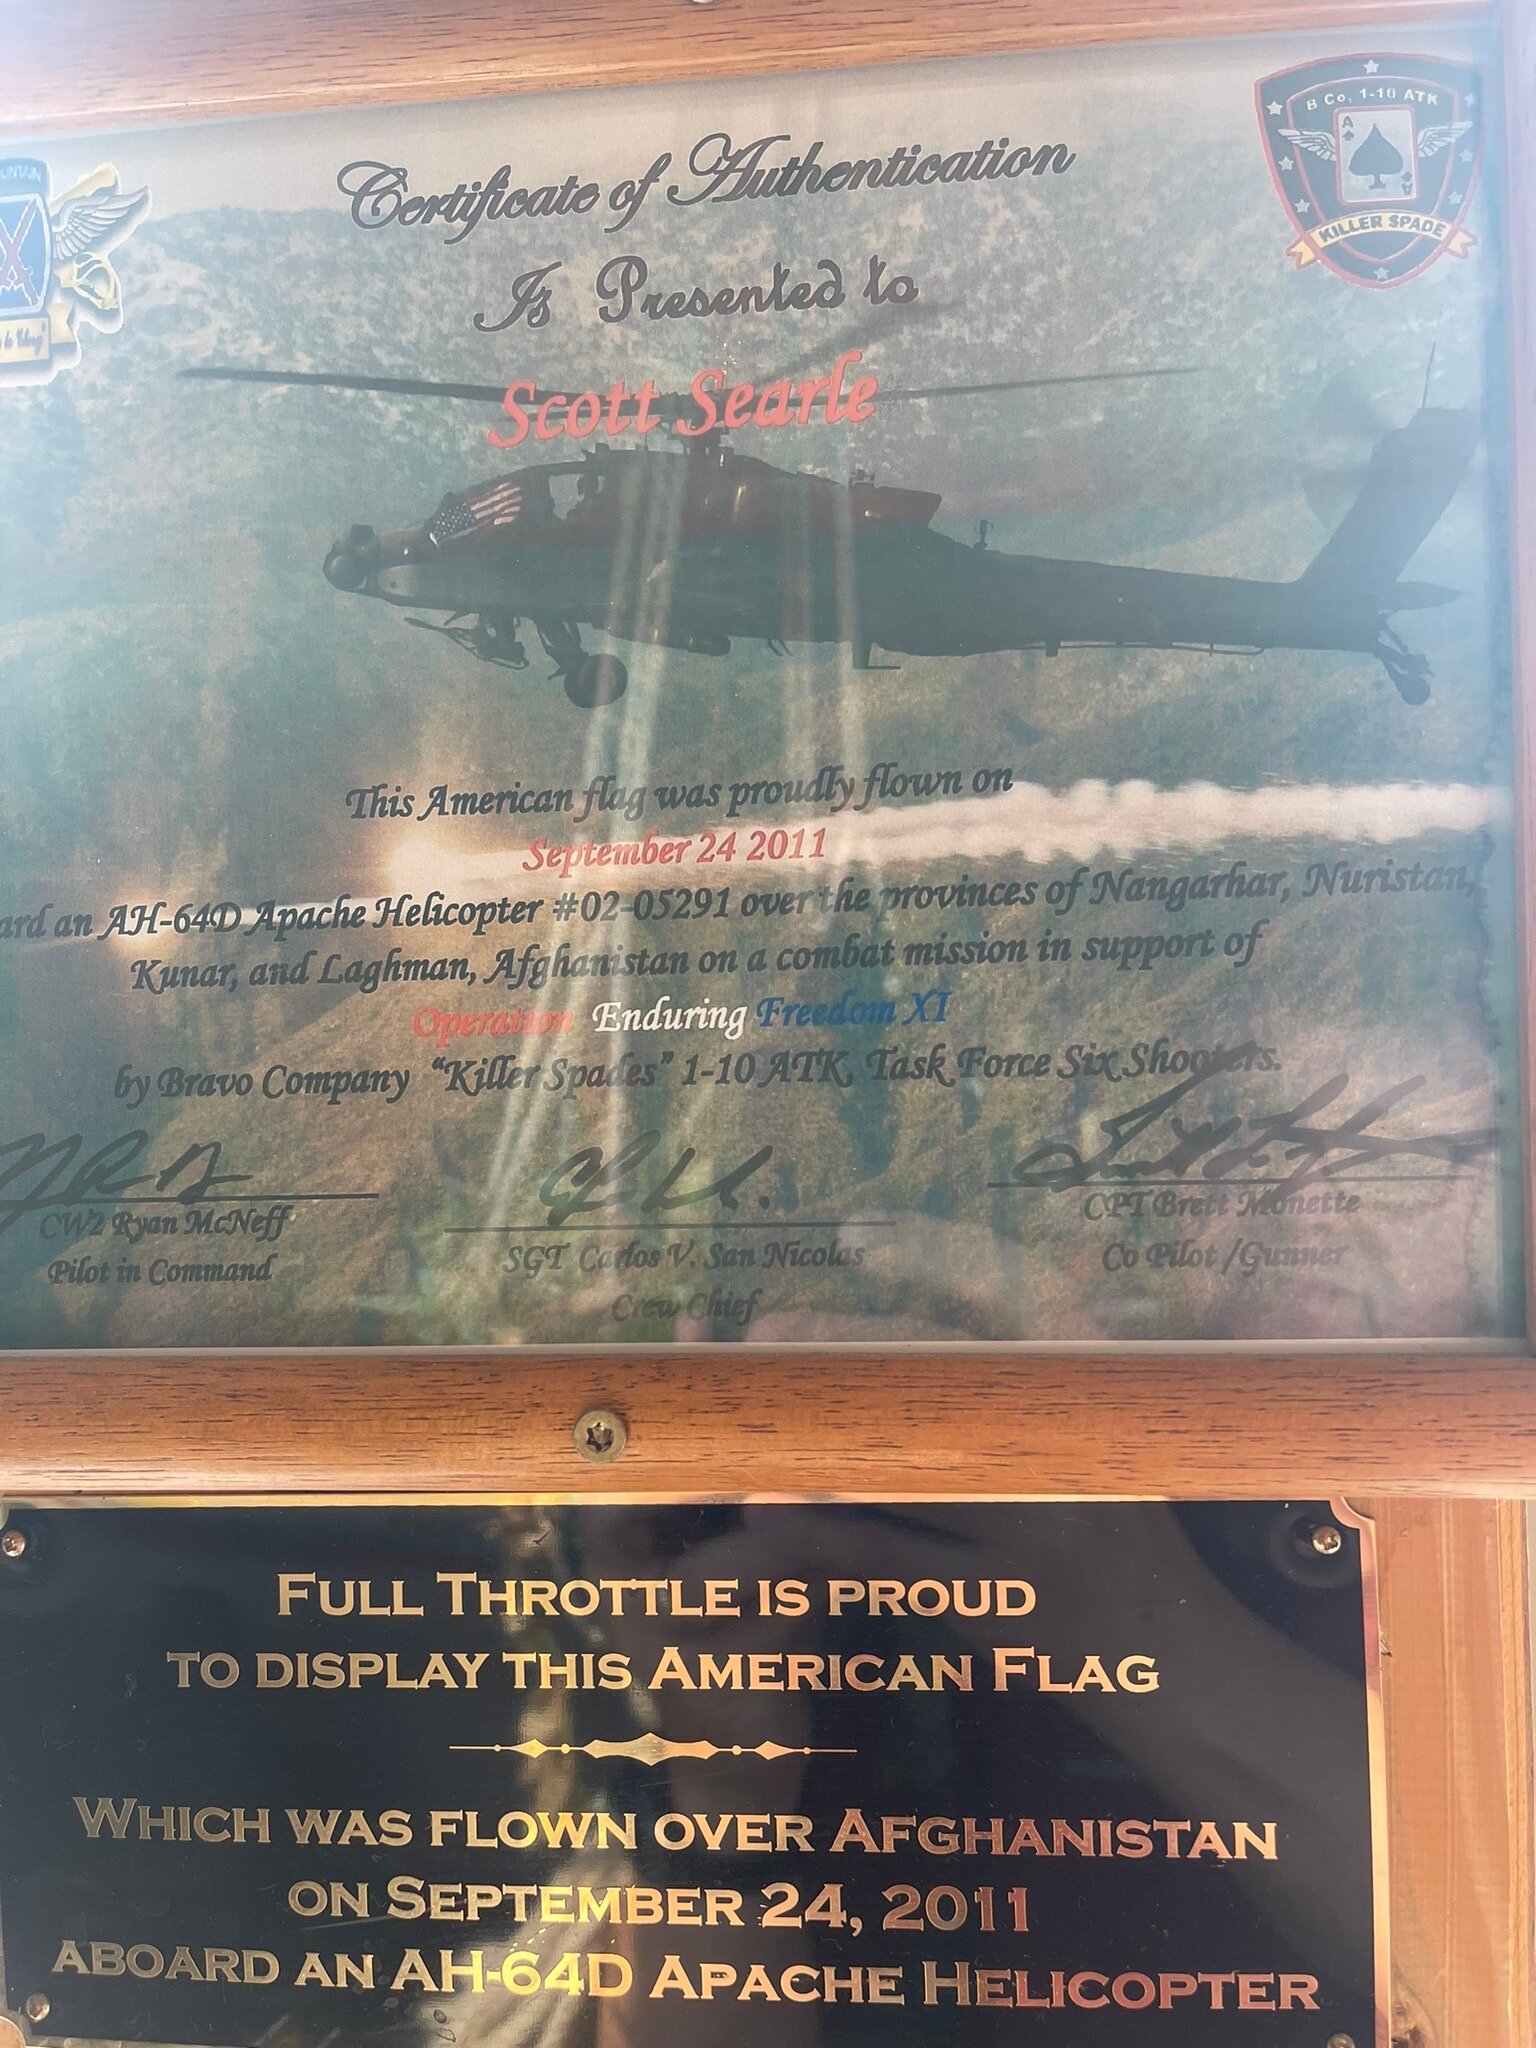 B Co, 1-10 ATK
A
KILLER SPADE
Certificate of Authentication
Is Presented to
Scott Searle
This American flag was proudly flown on
September 24 2011
an AH-64D Apache Helicopter #02-05291 over the provinces of Nangarhar, Nuristan,
Kunar, and Laghman, Afghanistan on a combat mission in support of
Operation Enduring Freedom XI
by Bravo Company "Killer Spades" 1-10 ATK, Task Force Six Shooters.
CW2 Ryan McNeff
Pilot in Command
SGT Carlos V. San Nicolas
Crew Chief
CPT Brett Monette
Co Pilot /Gunner
FULL THROTTLE IS PROUD
TO DISPLAY THIS AMERICAN FLAG
WHICH WAS FLOWN OVER AFGHANISTAN
ON SEPTEMBER 24, 2011
ABOARD AN AH-64D APACHE HELICOPTER